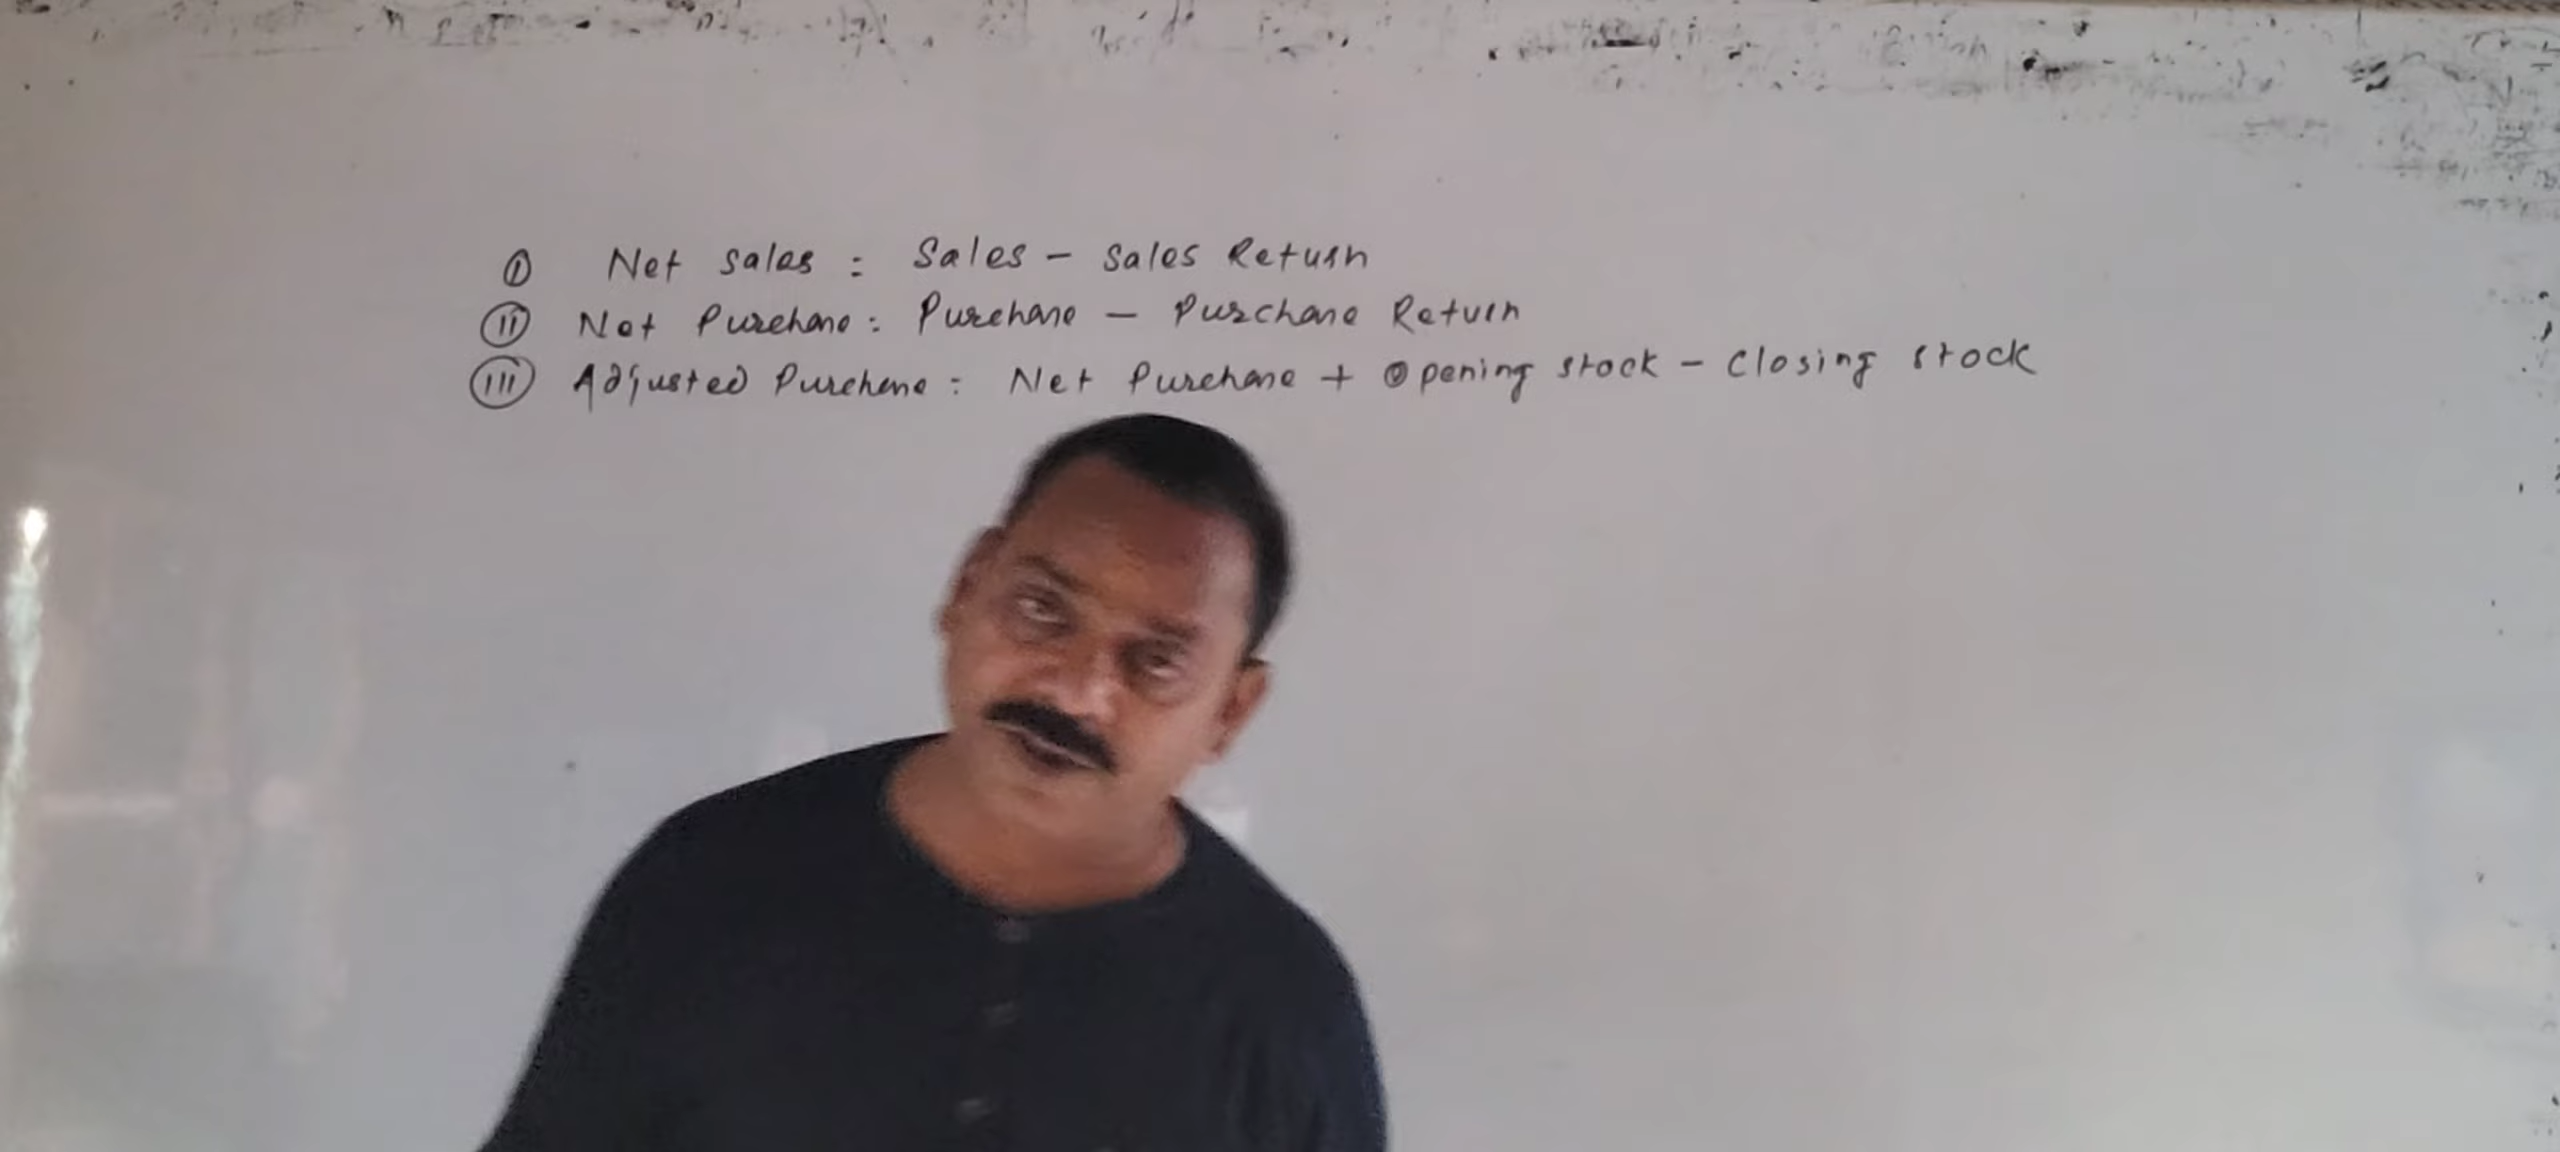 ① Net sales : Sales - Sales Return
⑪ Net Purchase : Purchase - Purchase Return
(III) Adjusted Purchase : Net Purchase + Opening stock - Closing stock